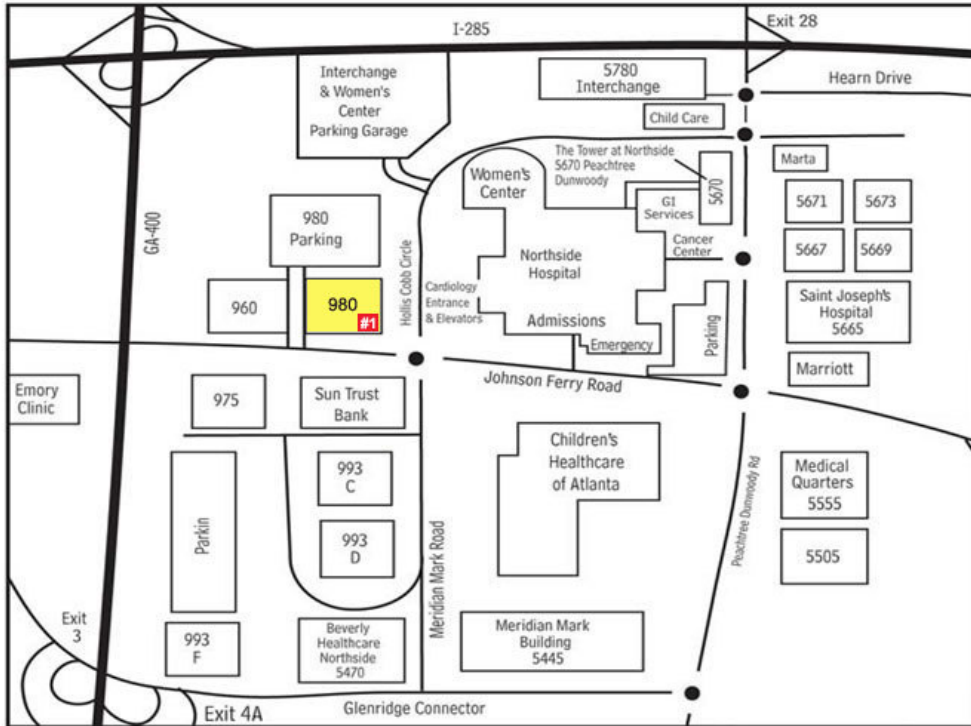 I-285
Exit 28
Interchange
& Women's
Center
Parking Garage
5780
Interchange
Hearn Drive
Child Care
The Tower at Northside
5670 Peachtree
Dunwoody
Marta
Women's
Center
5670
GI
Services
5671
5673
980
Parking
GA-400
Hollis Cobb Circle
Northside
Hospital
Cancer
Center
5667
5669
960
980
#1
Cardiology
Entrance
& Elevators
Admissions
Emergency
Parking
Saint Joseph's
Hospital
5665
Marriott
Johnson Ferry Road
Emory
Clinic
975
Sun Trust
Bank
Children's
Healthcare
of Atlanta
993
C
Medical
Quarters
5555
Parkin
993
D
Meridian Mark Road
Peachtree Dunwoody Rd
5505
Exit
3
993
F
Beverly
Healthcare
Northside
5470
Meridian Mark
Building
5445
Exit 4A
Glenridge Connector